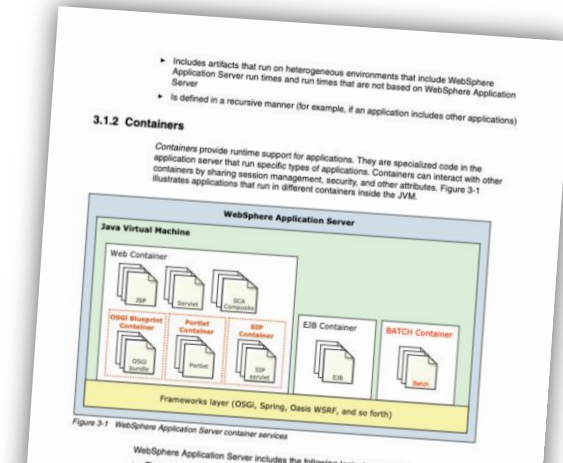 ► Includes artifacts that run on heterogeneous environments that include WebSphere
Application Server run times and run times that are not based on WebSphere Application
Server
► Is defined in a recursive manner (for example, if an application includes other applications)
3.1.2 Containers
Containers provide runtime support for applications. They are specialized code in the
application server that run specific types of applications. Containers can interact with other
containers by sharing session management, security, and other attributes. Figure 3-1
illustrates applications that run in different containers inside the JVM.
WebSphere Application Server
Java Virtual Machine
Web Container
JSP
Servlet
SCA
Composite
OSGi Blueprint
Container
OSGi
bundle
Portlet
Container
Portlet
SIP
Container
SIP
servlet
EJB Container
EJB
BATCH Container
Batch
Frameworks layer (OSGi, Spring, Oasis WSRF, and so forth)
Figure 3-1 WebSphere Application Server container services
WebSphere Application Server includes the following